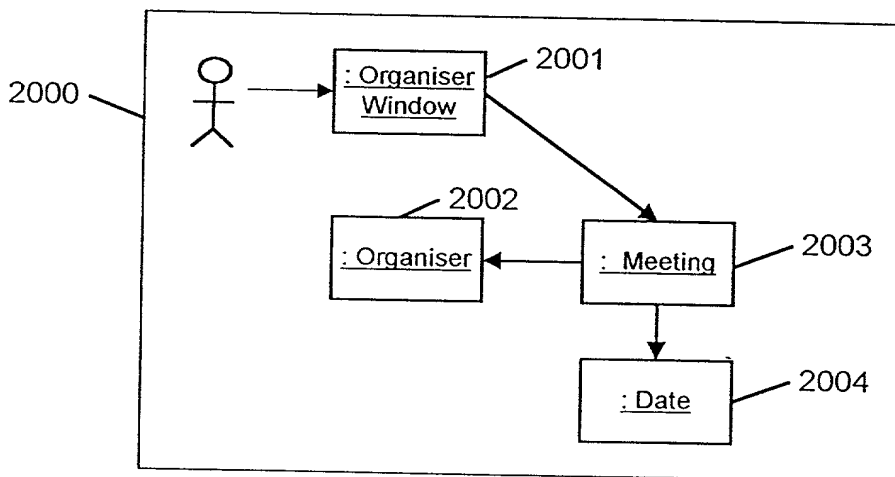 2000
: Organiser
Window
2001
2002
: Organiser
: Meeting
2003
: Date
2004